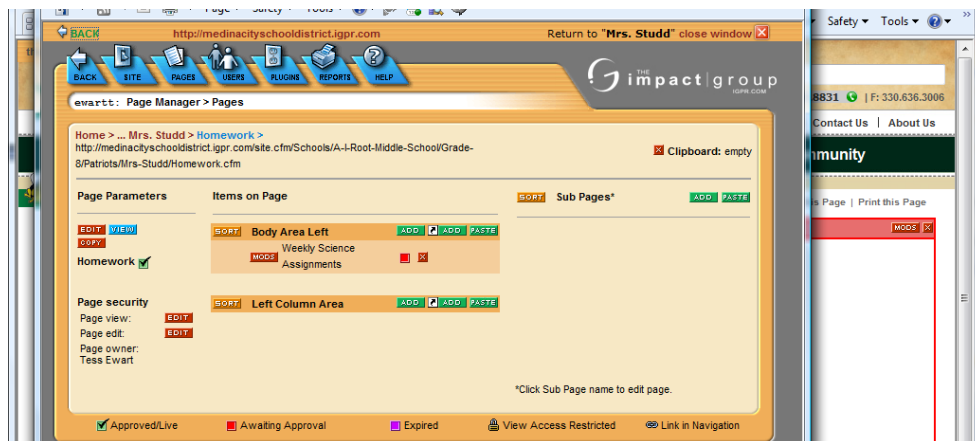 Page ▾ Safety ▾ Tools ▾
Safety ▾ Tools ▾
»
BACK
http://medinacityschooldistrict.igpr.com
Return to "Mrs. Studd" close window
BACK
SITE
PAGES
USERS
PLUGINS
REPORTS
HELP
THE
impact|group
IGPR.COM
ewartt: Page Manager > Pages
8831 | F: 330.636.3006
Contact Us | About Us
Home > ... Mrs. Studd > Homework >
http://medinacityschooldistrict.igpr.com/site.cfm/Schools/A-I-Root-Middle-School/Grade-
8/Patriots/Mrs-Studd/Homework.cfm
Clipboard: empty
Page Parameters
Items on Page
SORT Sub Pages* ADD PASTE
Page | Print this Page
EDIT VIEW
COPY
Homework
SORT Body Area Left ADD ADD PASTE
MODS Weekly Science
Assignments
MODS
Page security
Page view: EDIT
Page edit: EDIT
Page owner:
Tess Ewart
SORT Left Column Area ADD ADD PASTE
*Click Sub Page name to edit page.
Approved/Live
Awaiting Approval
Expired
View Access Restricted
Link in Navigation